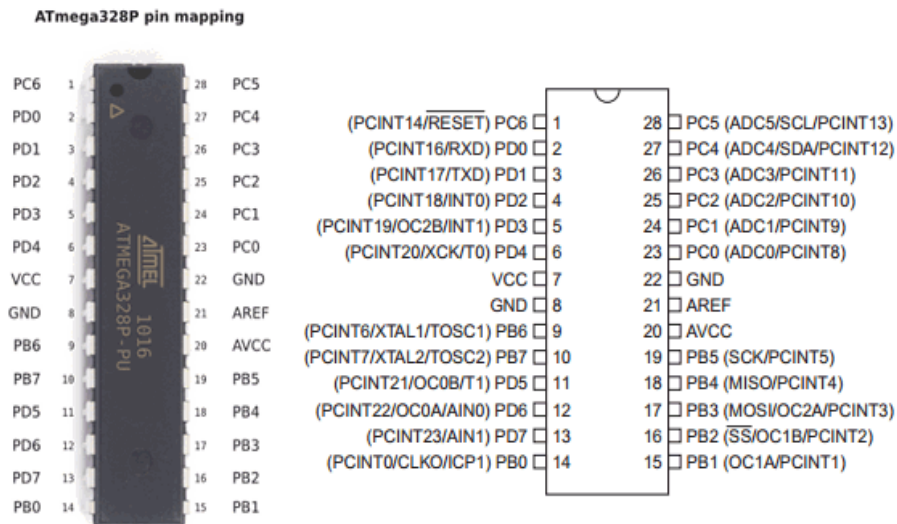 ATmega328P pin mapping
PC6 1 28 PC5
PD0 2 27 PC4
PD1 3 26 PC3
PD2 4 25 PC2
PD3 5 24 PC1
PD4 6 23 PC0
VCC 7 22 GND
GND 8 21 AREF
PB6 9 20 AVCC
PB7 10 19 PB5
PD5 11 18 PB4
PD6 12 17 PB3
PD7 13 16 PB2
PB0 14 15 PB1
ATMEL
ATMEGA328P-PU
1016
(PCINT14/RESET) PC6 1 28 PC5 (ADC5/SCL/PCINT13)
(PCINT16/RXD) PD0 2 27 PC4 (ADC4/SDA/PCINT12)
(PCINT17/TXD) PD1 3 26 PC3 (ADC3/PCINT11)
(PCINT18/INT0) PD2 4 25 PC2 (ADC2/PCINT10)
(PCINT19/OC2B/INT1) PD3 5 24 PC1 (ADC1/PCINT9)
(PCINT20/XCK/T0) PD4 6 23 PC0 (ADC0/PCINT8)
VCC 7 22 GND
GND 8 21 AREF
(PCINT6/XTAL1/TOSC1) PB6 9 20 AVCC
(PCINT7/XTAL2/TOSC2) PB7 10 19 PB5 (SCK/PCINT5)
(PCINT21/OC0B/T1) PD5 11 18 PB4 (MISO/PCINT4)
(PCINT22/OC0A/AIN0) PD6 12 17 PB3 (MOSI/OC2A/PCINT3)
(PCINT23/AIN1) PD7 13 16 PB2 (SS/OC1B/PCINT2)
(PCINT0/CLKO/ICP1) PB0 14 15 PB1 (OC1A/PCINT1)